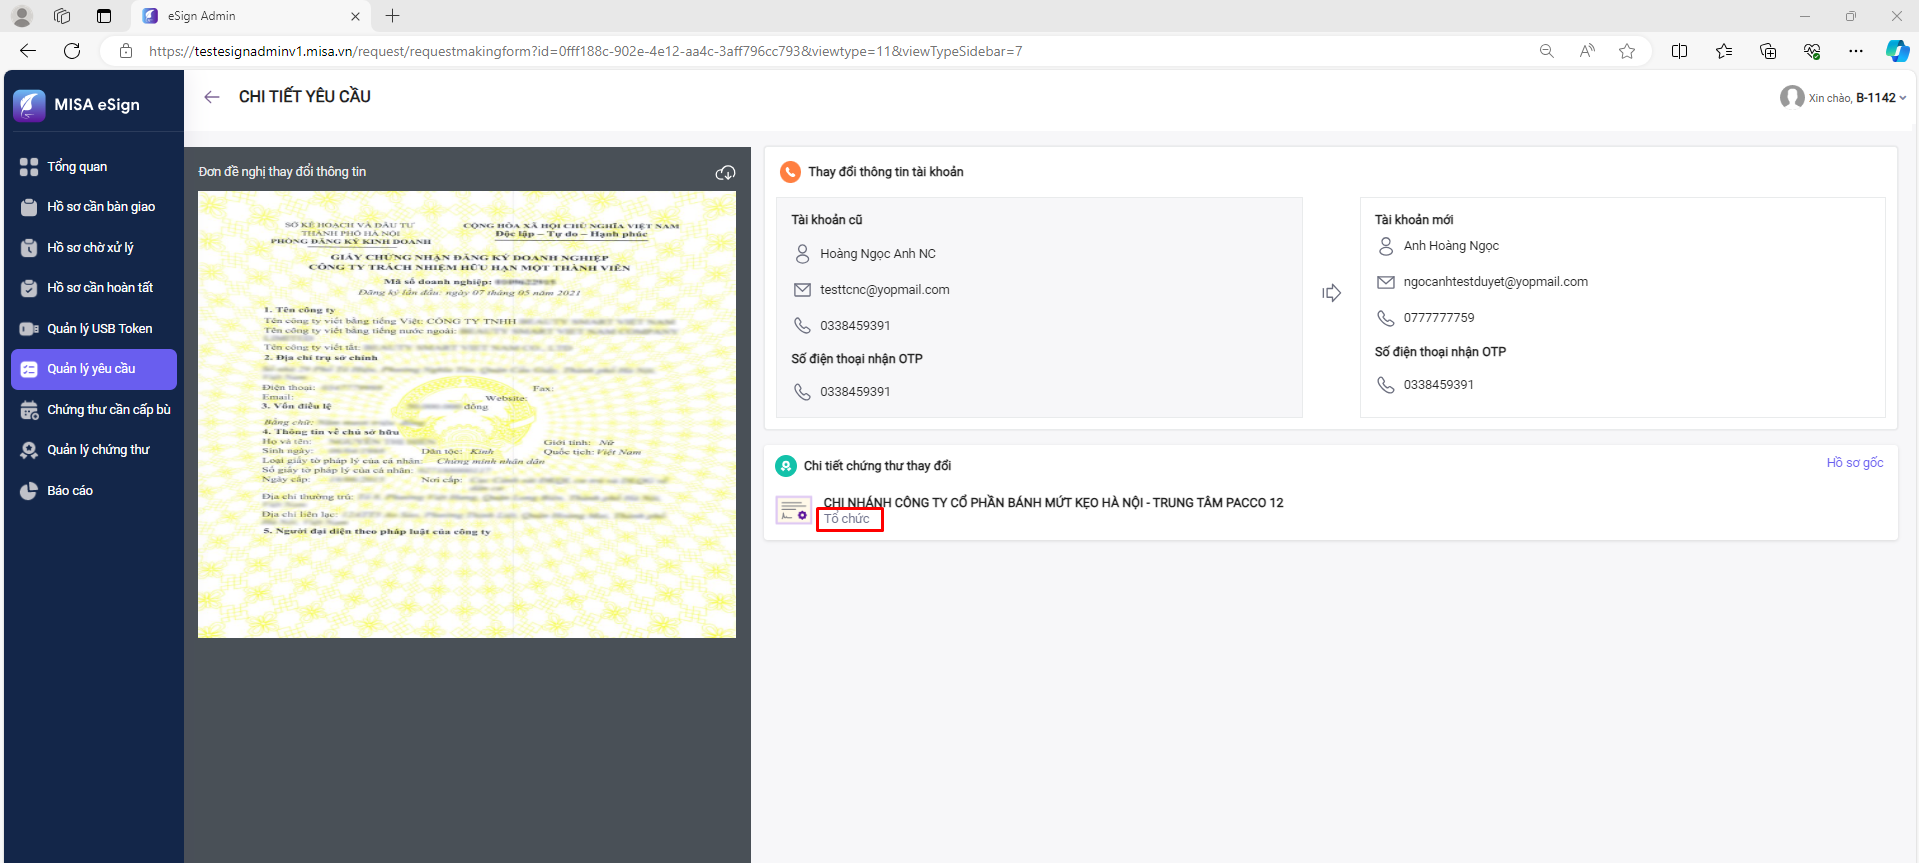 eSign Admin
https://testesignadminv1.misa.vn/request/requestmakingform?id=0fff188c-902e-4e12-aa4c-3aff796cc793&viewtype=11&viewTypeSidebar=7
MISA eSign
CHI TIẾT YÊU CẦU
Xin chào, B-1142
Tổng quan
Hồ sơ cần bàn giao
Hồ sơ chờ xử lý
Hồ sơ cần hoàn tất
Quản lý USB Token
Quản lý yêu cầu
Chứng thư cần cấp bù
Quản lý chứng thư
Báo cáo
Đơn đề nghị thay đổi thông tin
SỞ KẾ HOẠCH VÀ ĐẦU TƯ
THÀNH PHỐ HÀ NỘI
PHÒNG ĐĂNG KÝ KINH DOANH
CỘNG HÒA XÃ HỘI CHỦ NGHĨA VIỆT NAM
Độc lập – Tự do – Hạnh phúc
GIẤY CHỨNG NHẬN ĐĂNG KÝ DOANH NGHIỆP
CÔNG TY TRÁCH NHIỆM HỮU HẠN MỘT THÀNH VIÊN
Mã số doanh nghiệp:
Đăng ký lần đầu: ngày 07 tháng 05 năm 2021
1. Tên công ty
Tên công ty viết bằng tiếng Việt: CÔNG TY TNHH
Tên công ty viết bằng tiếng nước ngoài:
Tên công ty viết tắt:
2. Địa chỉ trụ sở chính
Điện thoại: Fax:
Email: Website:
3. Vốn điều lệ đồng
Bằng chữ:
4. Thông tin về chủ sở hữu
Họ và tên: Giới tính: Nữ
Sinh ngày: Dân tộc: Kinh Quốc tịch: Việt Nam
Loại giấy tờ pháp lý của cá nhân: Chứng minh nhân dân
Số giấy tờ pháp lý của cá nhân:
Ngày cấp: Nơi cấp:
Địa chỉ thường trú:
Địa chỉ liên lạc:
5. Người đại diện theo pháp luật của công ty
Thay đổi thông tin tài khoản
Tài khoản cũ
Hoàng Ngọc Anh NC
testtcnc@yopmail.com
0338459391
Số điện thoại nhận OTP
0338459391
Tài khoản mới
Anh Hoàng Ngọc
ngocanhtestduyet@yopmail.com
0777777759
Số điện thoại nhận OTP
0338459391
Chi tiết chứng thư thay đổi
Hồ sơ gốc
CHI NHÁNH CÔNG TY CỔ PHẦN BÁNH MỨT KẸO HÀ NỘI - TRUNG TÂM PACCO 12
Tổ chức